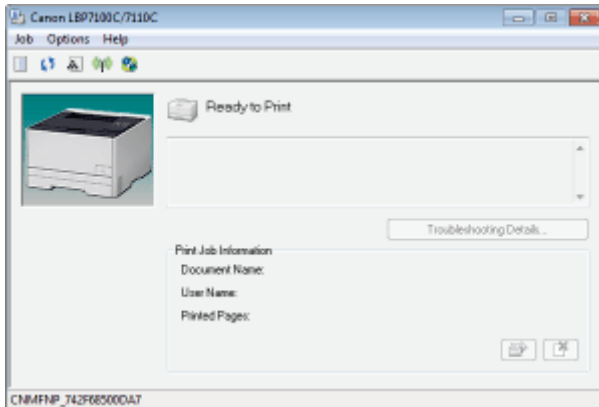 Canon LBP7100C/7110C
Job Options Help
Ready to Print
Troubleshooting Details...
Print Job Information
Document Name:
User Name:
Printed Pages:
CNMFNP_742F68500DA7